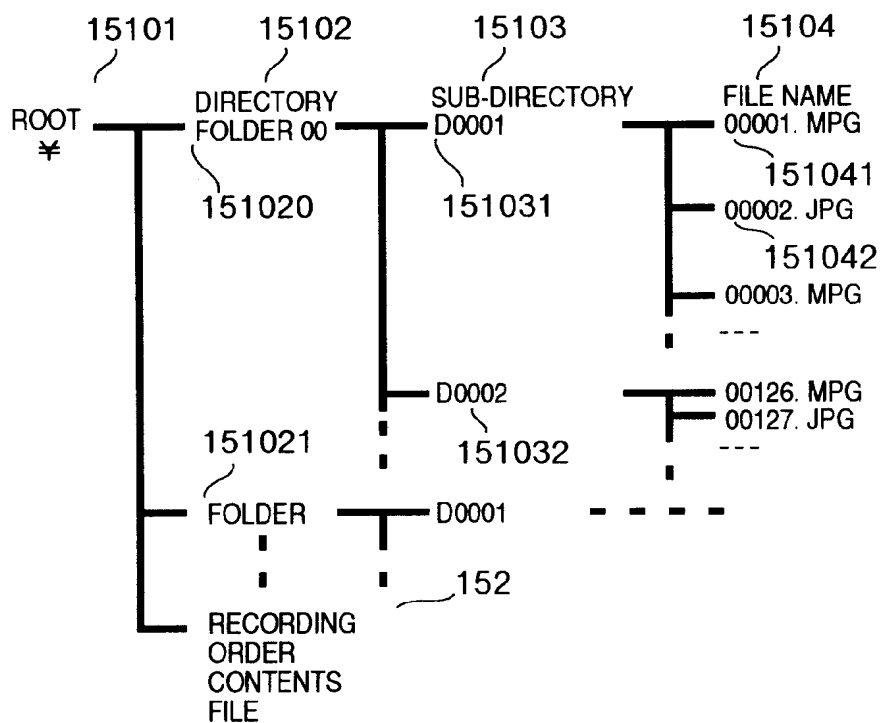 15101
15102
15103
15104
ROOT
¥
DIRECTORY
FOLDER 00
151020
SUB-DIRECTORY
D0001
151031
FILE NAME
00001. MPG
151041
00002. JPG
151042
00003. MPG
---
D0002
151032
00126. MPG
00127. JPG
---
151021
FOLDER
D0001
152
RECORDING
ORDER
CONTENTS
FILE